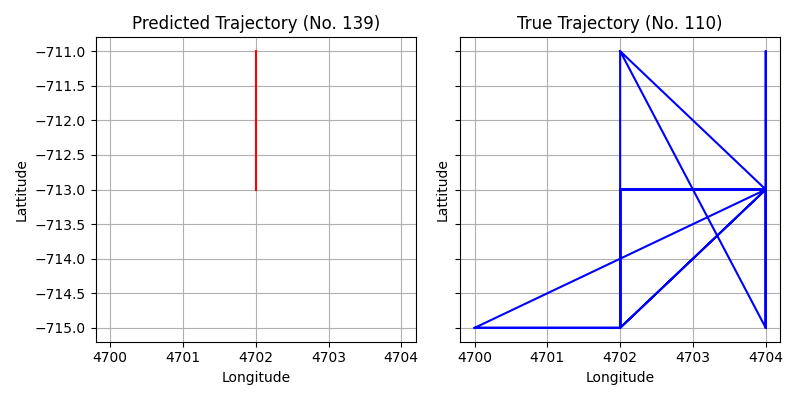 Predicted Trajectory (No. 139)
True Trajectory (No. 110)
Lattitude
−711.0
−711.5
−712.0
−712.5
−713.0
−713.5
−714.0
−714.5
−715.0
4700 4701 4702 4703 4704
Longitude
Lattitude
4700 4701 4702 4703 4704
Longitude